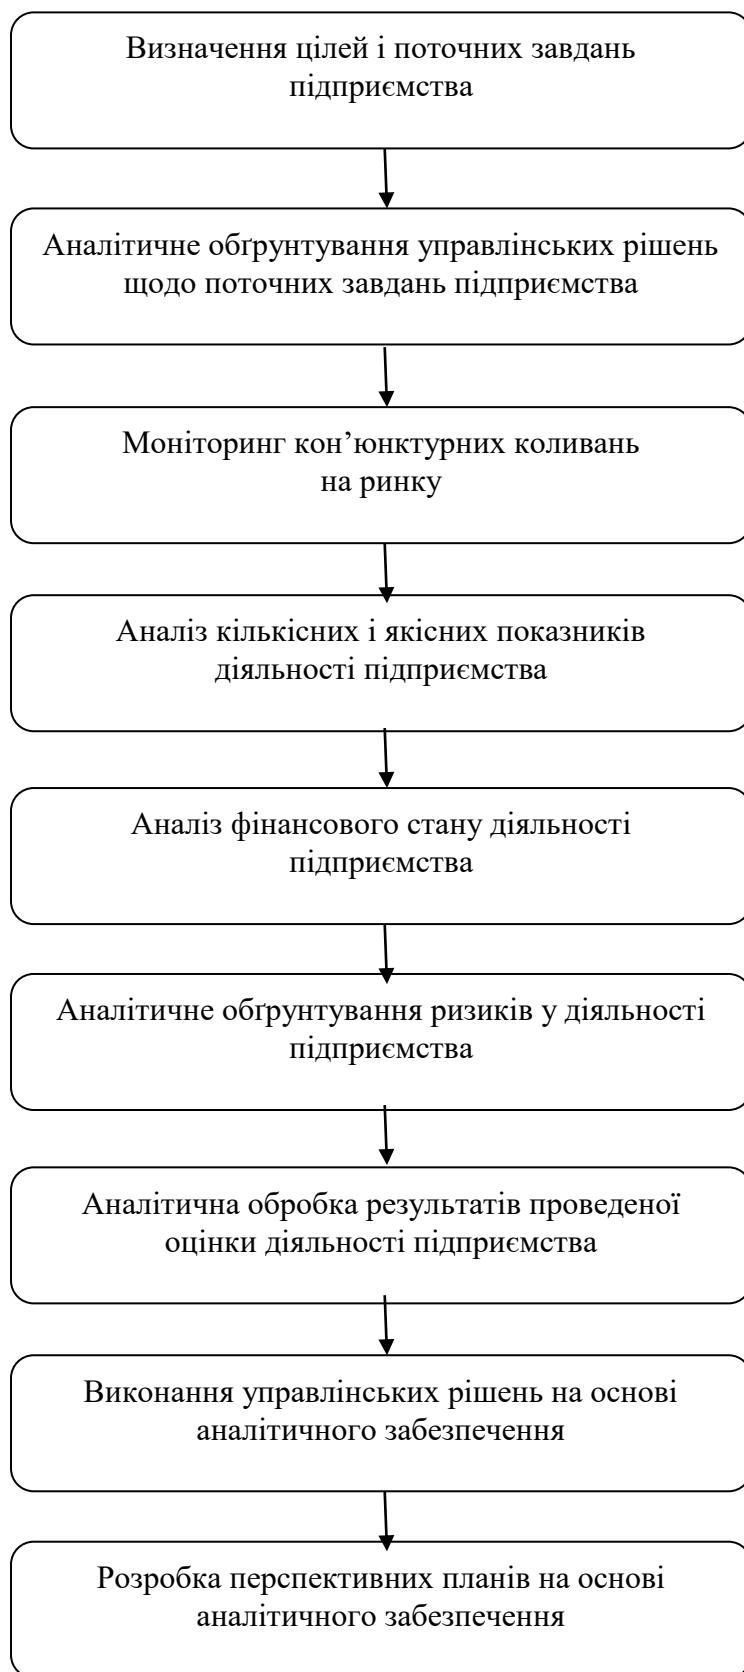 Визначення цілей і поточних завдань
підприємства
Аналітичне обґрунтування управлінських рішень
щодо поточних завдань підприємства
Моніторинг кон’юнктурних коливань
на ринку
Аналіз кількісних і якісних показників
діяльності підприємства
Аналіз фінансового стану діяльності
підприємства
Аналітичне обґрунтування ризиків у діяльності
підприємства
Аналітична обробка результатів проведеної
оцінки діяльності підприємства
Виконання управлінських рішень на основі
аналітичного забезпечення
Розробка перспективних планів на основі
аналітичного забезпечення